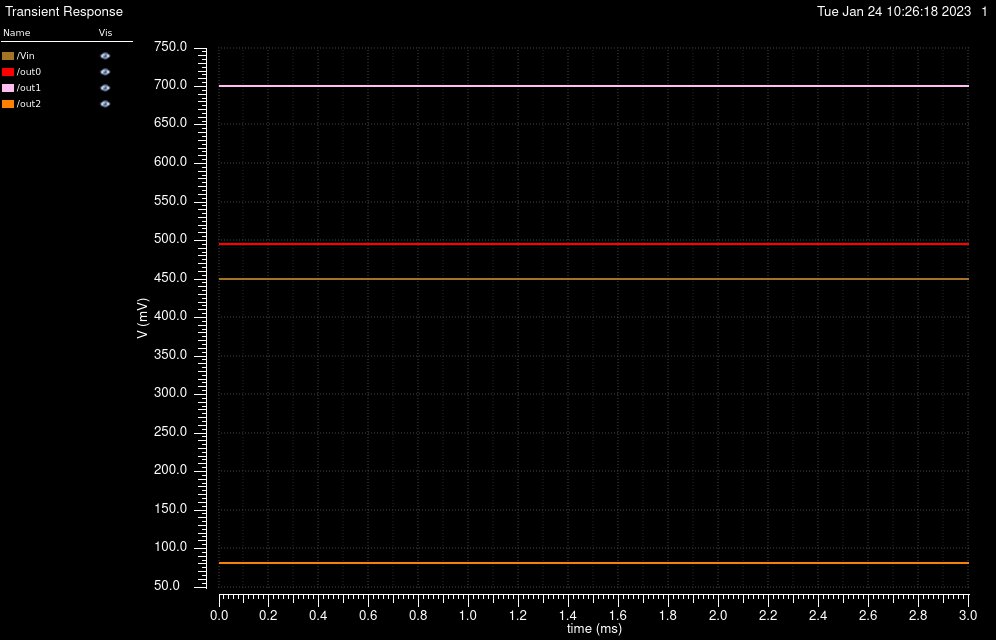 Transient Response
Tue Jan 24 10:26:18 2023 1
Name Vis
/Vin
/out0
/out1
/out2
750.0
700.0
650.0
600.0
550.0
500.0
450.0
400.0
350.0
300.0
250.0
200.0
150.0
100.0
50.0
V (mV)
0.0 0.2 0.4 0.6 0.8 1.0 1.2 1.4 1.6 1.8 2.0 2.2 2.4 2.6 2.8 3.0
time (ms)